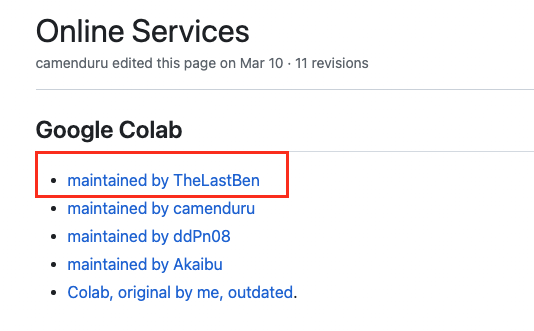 Online Services
camenduru edited this page on Mar 10 · 11 revisions
Google Colab
• maintained by TheLastBen
• maintained by camenduru
• maintained by ddPn08
• maintained by Akaibu
• Colab, original by me, outdated.